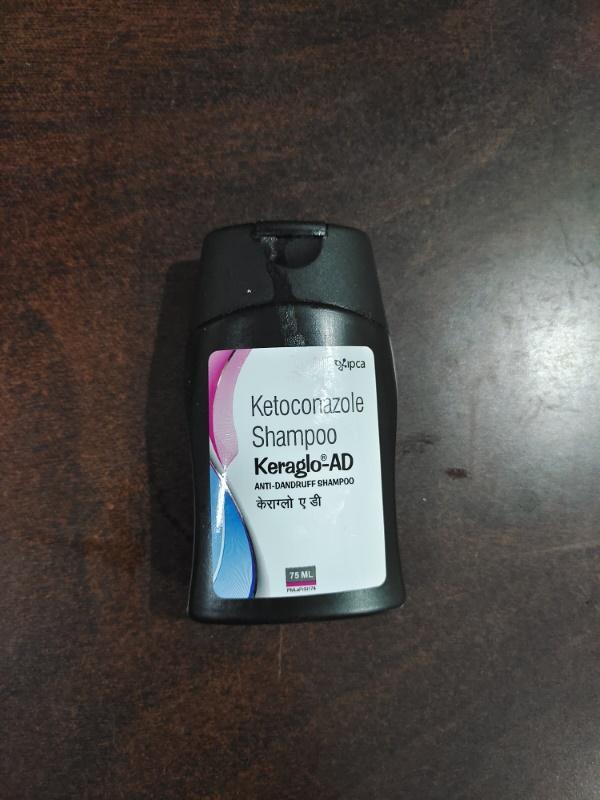 ipca
Ketoconazole
Shampoo
Keraglo®-AD
ANTI-DANDRUFF SHAMPOO
केराग्लो ए डी
75 ML